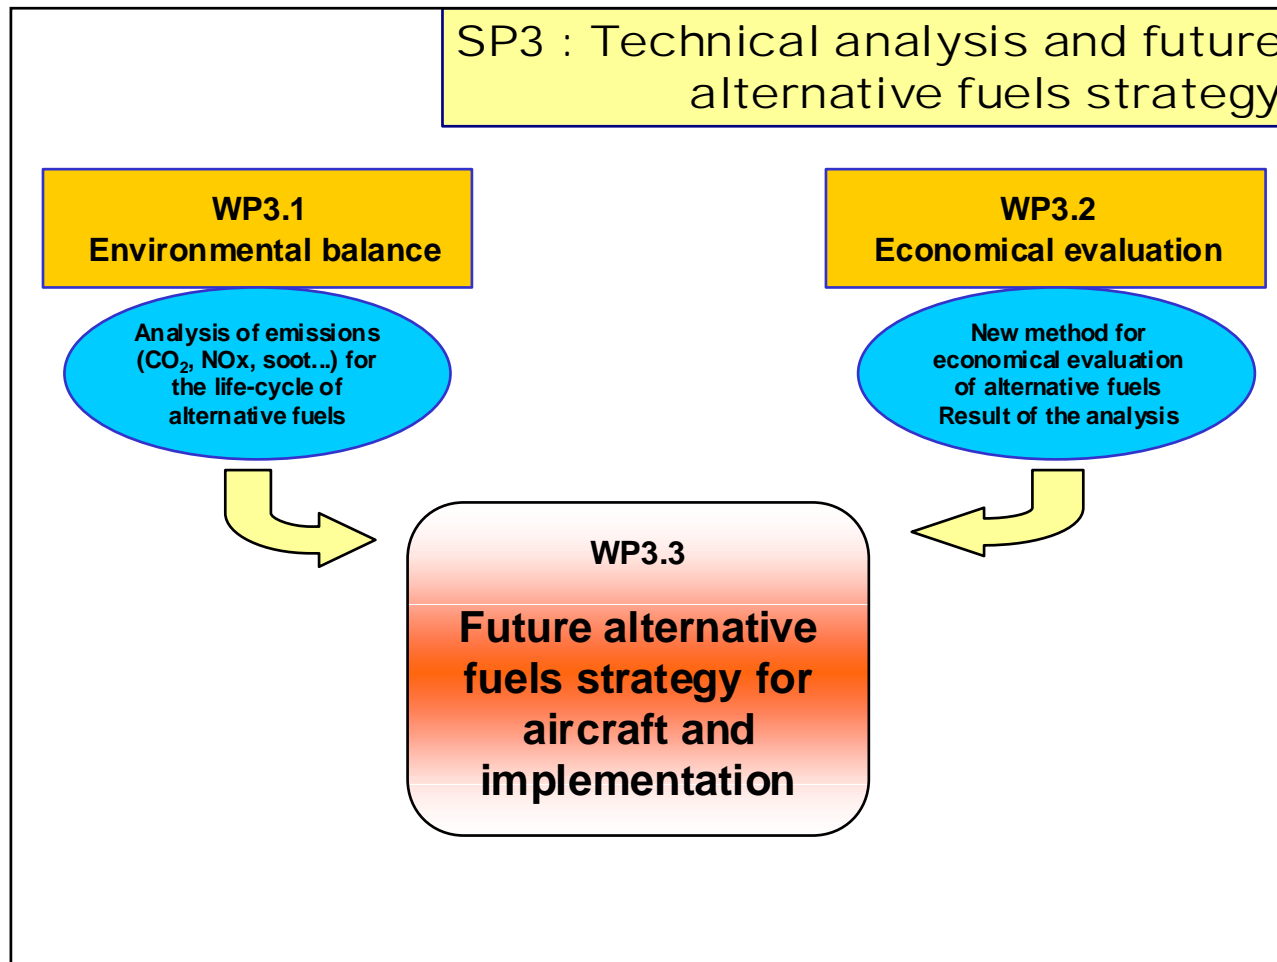 SP3 : Technical analysis and future
alternative fuels strategy
WP3.1
Environmental balance
Analysis of emissions
(CO₂, NOx, soot...) for
the life-cycle of
alternative fuels
WP3.2
Economical evaluation
New method for
economical evaluation
of alternative fuels
Result of the analysis
WP3.3
Future alternative
fuels strategy for
aircraft and
implementation